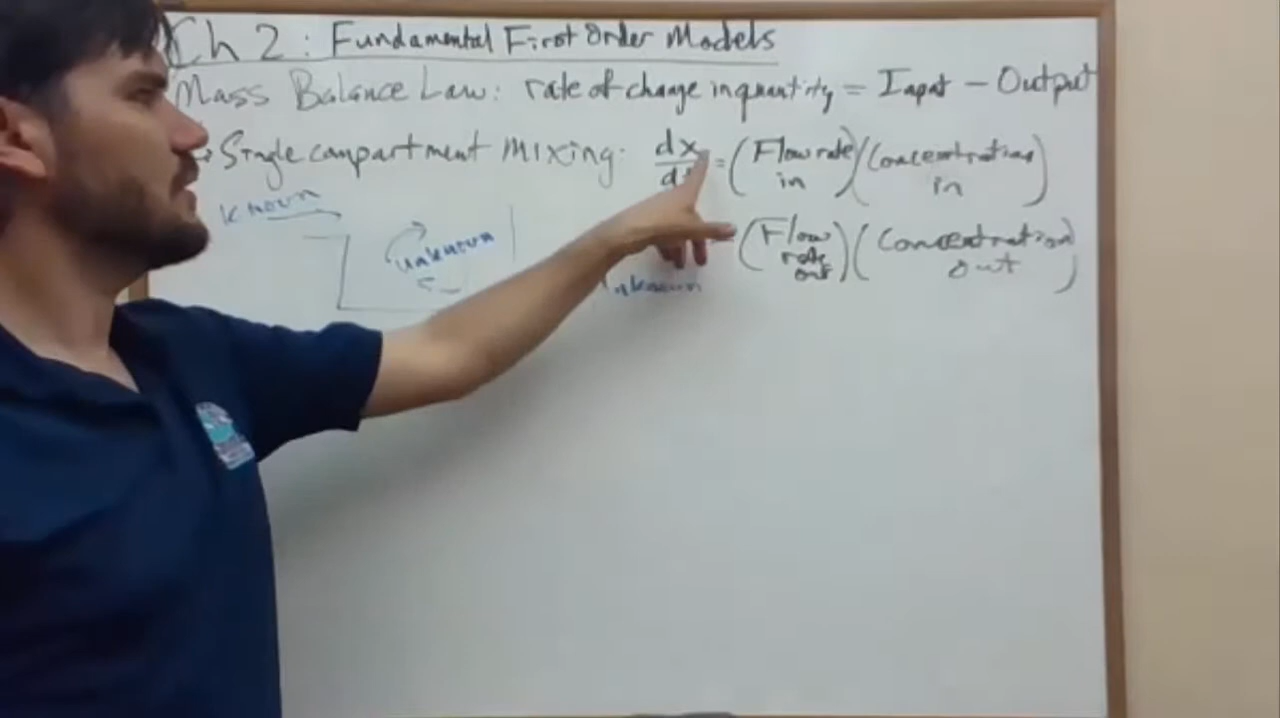 Ch 2: Fundamental First Order Models
Mass Balance Law: rate of change in quantity = Input - Output
Single compartment mixing: dx = (Flow rate in)(Concentration in)
- (Flow rate out)(Concentration out)
known
unknown
unknown